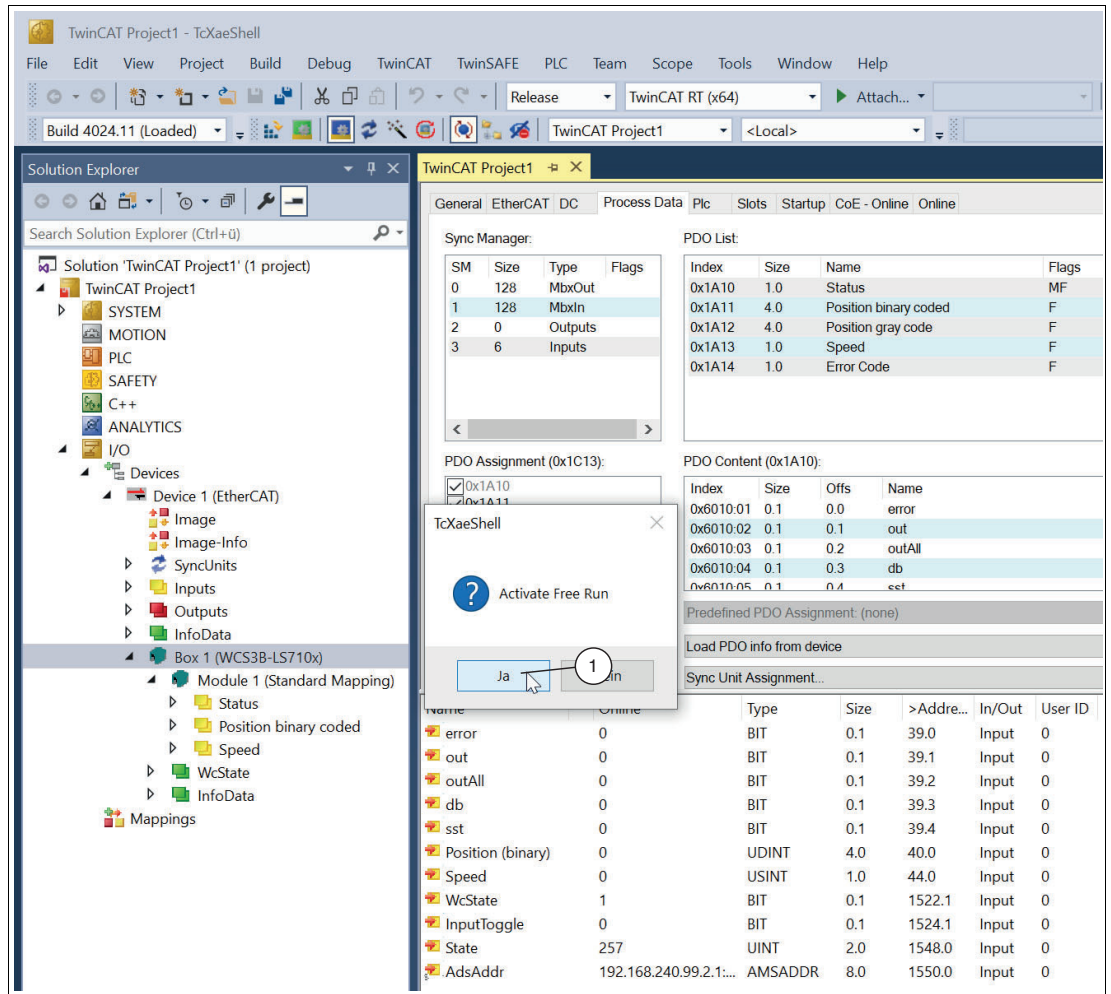 TwinCAT Project1 - TcXaeShell
File Edit View Project Build Debug TwinCAT TwinSAFE PLC Team Scope Tools Window Help
Release TwinCAT RT (x64) Attach...
Build 4024.11 (Loaded) TwinCAT Project1 <Local>
Solution Explorer
Search Solution Explorer (Ctrl+ü)
Solution 'TwinCAT Project1' (1 project)
TwinCAT Project1
SYSTEM
MOTION
PLC
SAFETY
C++
ANALYTICS
I/O
Devices
Device 1 (EtherCAT)
Image
Image-Info
SyncUnits
Inputs
Outputs
InfoData
Box 1 (WCS3B-LS710x)
Module 1 (Standard Mapping)
Status
Position binary coded
Speed
WcState
InfoData
Mappings
TwinCAT Project1
General EtherCAT DC Process Data Plc Slots Startup CoE - Online Online
Sync Manager:
SM Size Type Flags
0 128 MbxOut
1 128 MbxIn
2 0 Outputs
3 6 Inputs
PDO List:
Index Size Name Flags
0x1A10 1.0 Status MF
0x1A11 4.0 Position binary coded F
0x1A12 4.0 Position gray code F
0x1A13 1.0 Speed F
0x1A14 1.0 Error Code F
PDO Assignment (0x1C13):
0x1A10
0x1A11
PDO Content (0x1A10):
Index Size Offs Name
0x6010:01 0.1 0.0 error
0x6010:02 0.1 0.1 out
0x6010:03 0.1 0.2 outAll
0x6010:04 0.1 0.3 db
0x6010:05 0.1 0.4 sst
Predefined PDO Assignment: (none)
Load PDO info from device
Sync Unit Assignment...
TcXaeShell
Activate Free Run
Ja
1
Name Online Type Size >Addre... In/Out User ID
error 0 BIT 0.1 39.0 Input 0
out 0 BIT 0.1 39.1 Input 0
outAll 0 BIT 0.1 39.2 Input 0
db 0 BIT 0.1 39.3 Input 0
sst 0 BIT 0.1 39.4 Input 0
Position (binary) 0 UDINT 4.0 40.0 Input 0
Speed 0 USINT 1.0 44.0 Input 0
WcState 1 BIT 0.1 1522.1 Input 0
InputToggle 0 BIT 0.1 1524.1 Input 0
State 257 UINT 2.0 1548.0 Input 0
AdsAddr 192.168.240.99.2.1:... AMSADDR 8.0 1550.0 Input 0